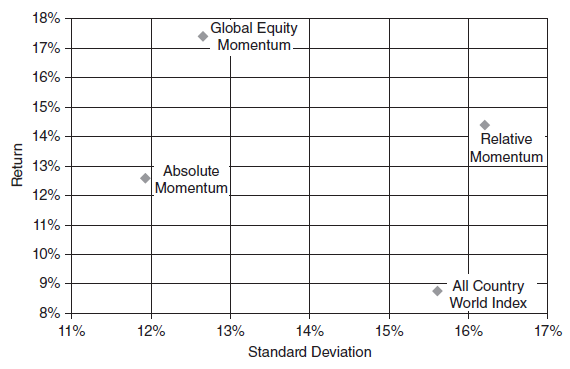 18%
17%
16%
15%
14%
13%
12%
11%
10%
9%
8%
Return
Global Equity
Momentum
Relative
Momentum
Absolute
Momentum
All Country
World Index
11%
12%
13%
14%
15%
16%
17%
Standard Deviation